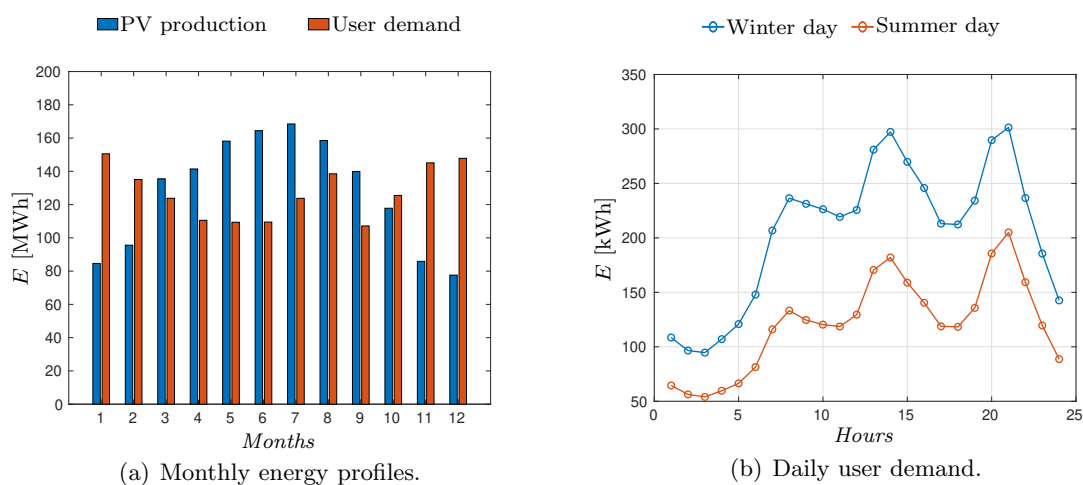 PV production User demand
200
180
160
140
120
100
80
60
40
20
0
E [MWh]
1 2 3 4 5 6 7 8 9 10 11 12
Months
(a) Monthly energy profiles.
Winter day Summer day
350
300
250
200
150
100
50
E [kWh]
0 5 10 15 20 25
Hours
(b) Daily user demand.